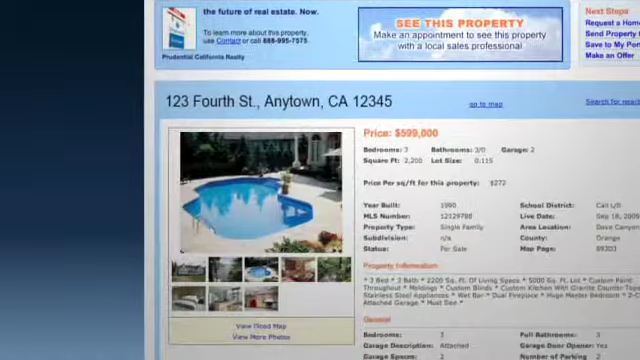 the future of real estate. Now.
To learn more about this property,
use Contact or call 888-995-7575.
Prudential California Realty
SEE THIS PROPERTY
Make an appointment to see this property
with a local sales professional
Next Steps
Request a Home
Send Property
Save to My Por
Make an Offer
123 Fourth St., Anytown, CA 12345
go to map
Search for
Price: $599,000
Bedrooms: 3 Bathrooms: 3/0 Garage: 2
Square Ft: 2,200 Lot Size: 0.115
Price Per sq/ft for this property: $272
Year Built: 1980 School District: Call L/B
MLS Number: 12129788 Live Date: Sep 18, 200
Property Type: Single Family Area Location: Dove Canyon
Subdivision: n/a County: Orange
Status: For Sale Map Page:
Property Information
* 3 Bed * 3 Bath * 2200 Sq. Ft. Of Living Space * 5000 Sq. Ft. Lot * Custom Paint
Throughout * Moldings * Custom Blinds * Custom Kitchen With Granite Counter Tops
Stainless Steel Appliances * Wet Bar * Dual Fireplace * Huge Master Bedroom * 2-C
Attached Garage * Must See *
General
Bedrooms: 3 Full Bathrooms: 3
Garage Description: Attached Garage Door Opener: Yes
Garage Spaces: 2 Number of Parking 2
View Mixed Map
View More Photos